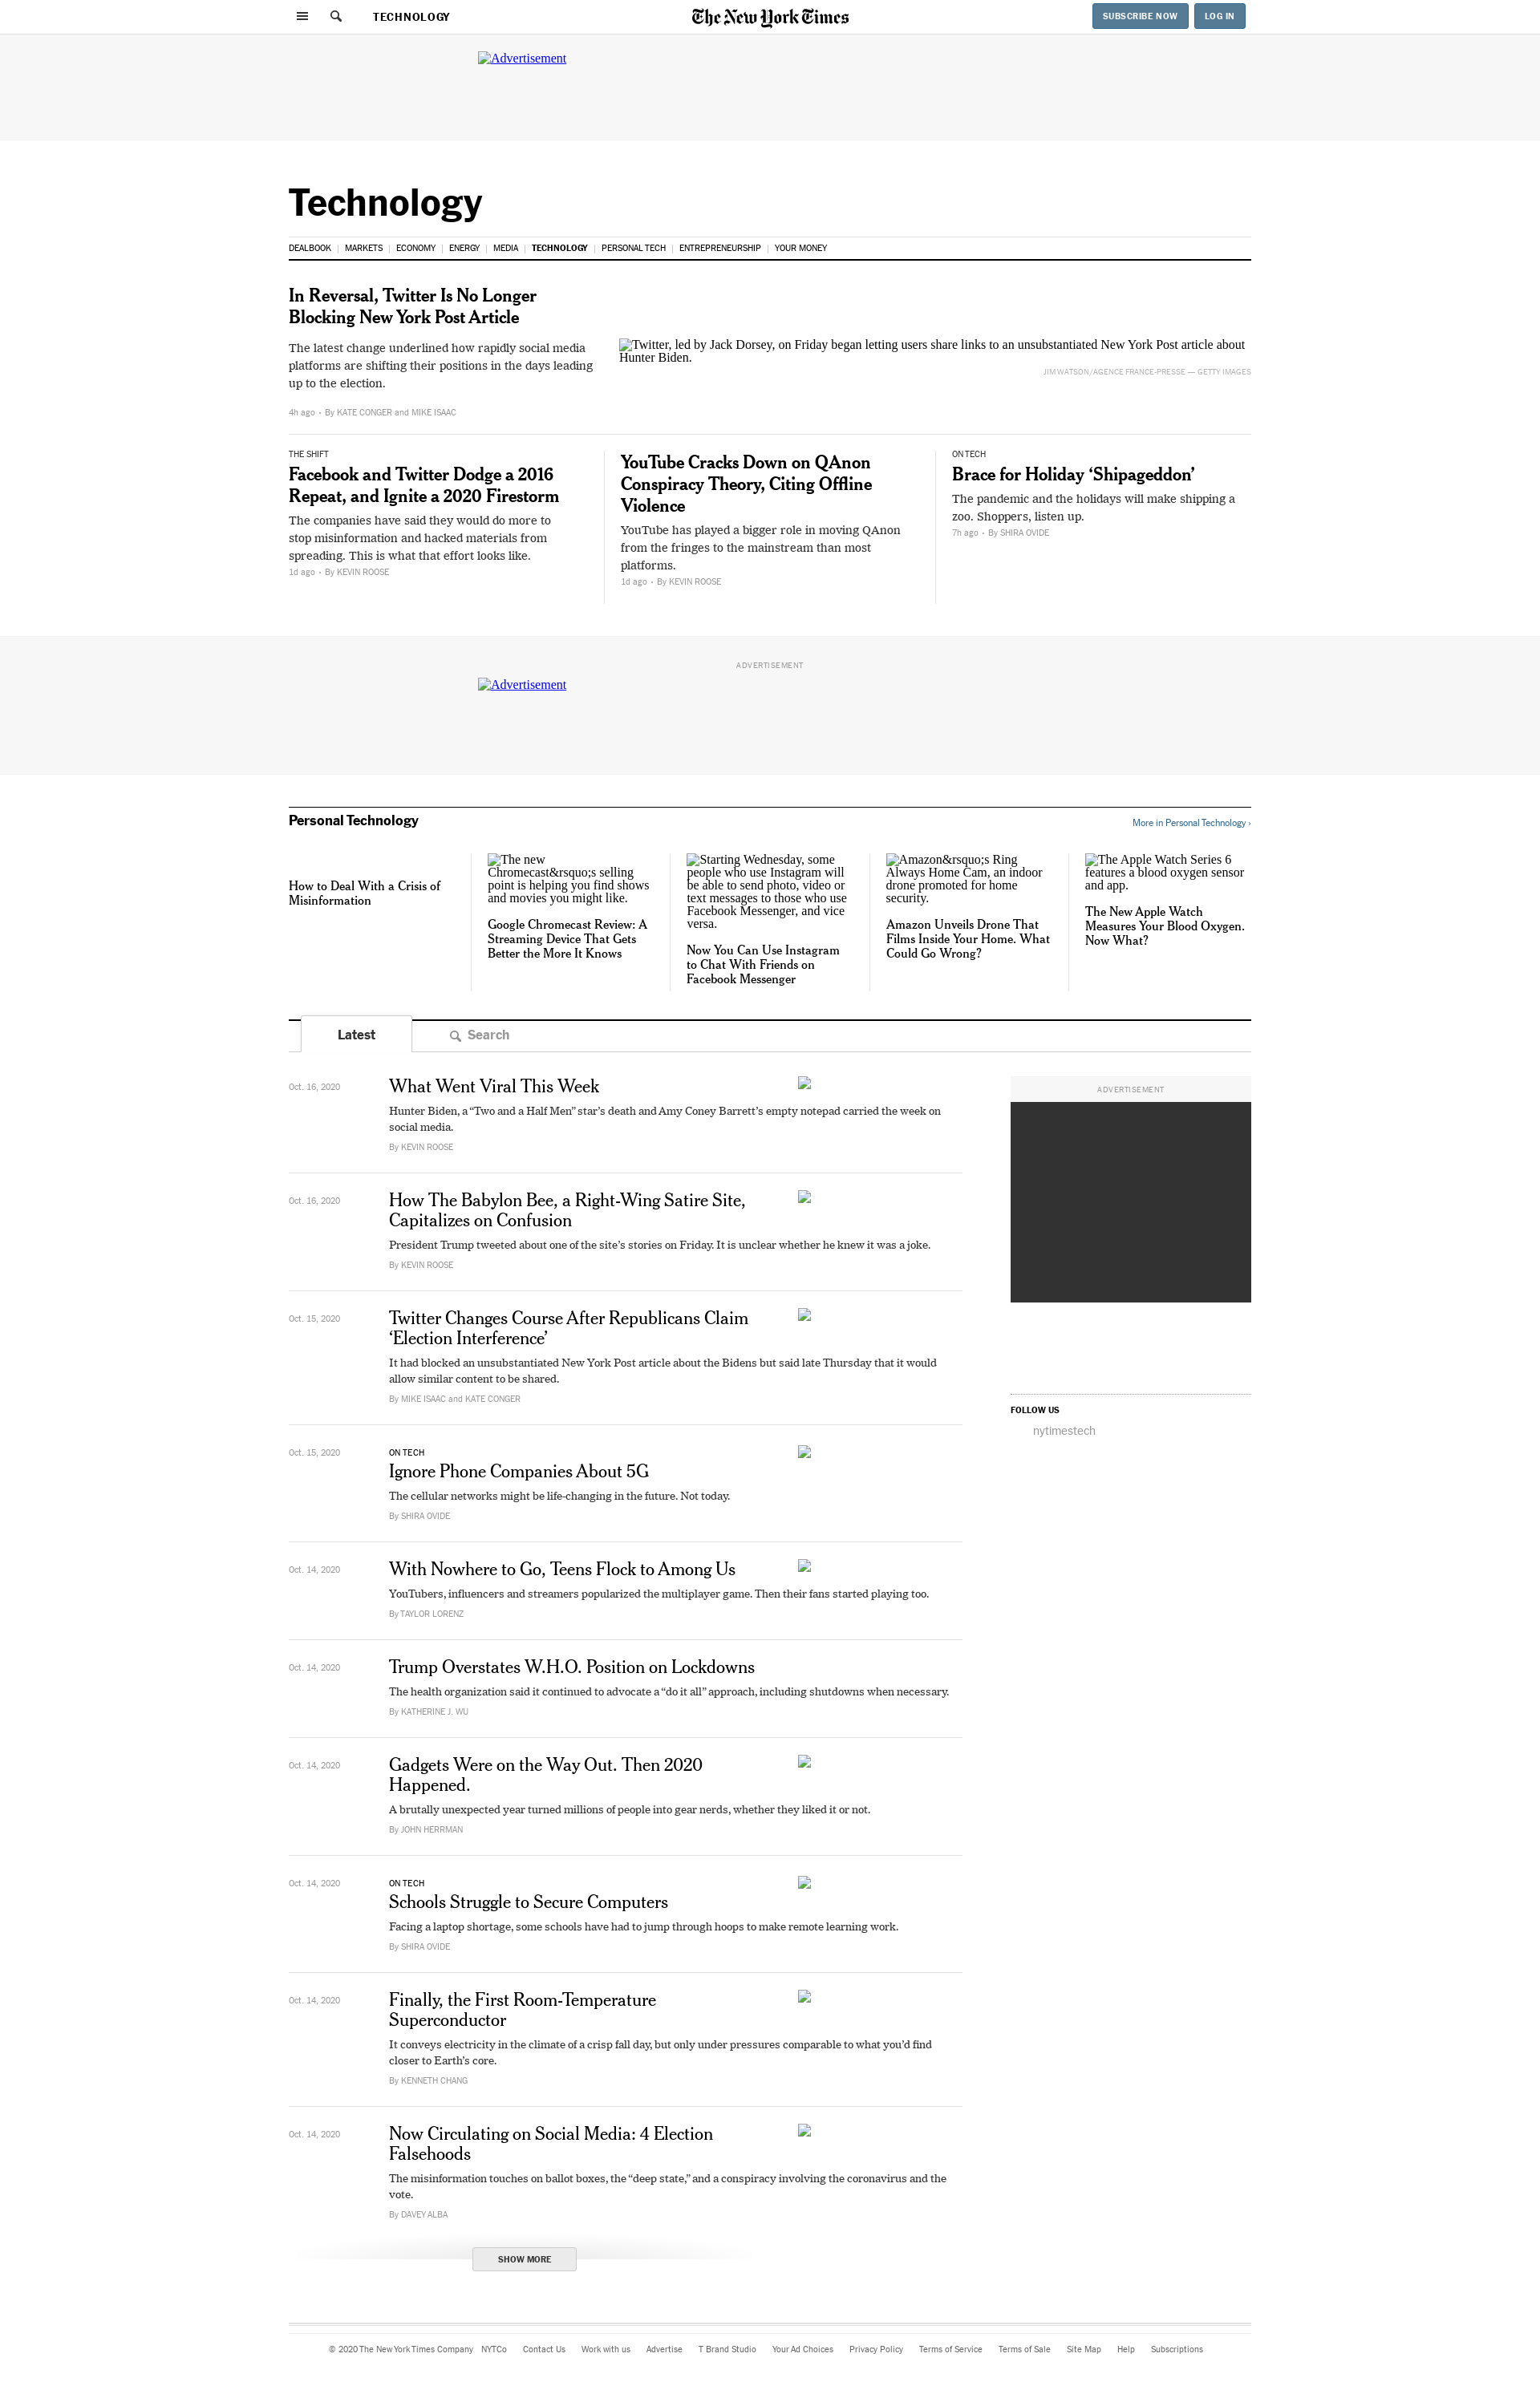 TECHNOLOGY
The New York Times
SUBSCRIBE NOW
LOG IN
Advertisement
Technology
DEALBOOK
MARKETS
ECONOMY
ENERGY
MEDIA
TECHNOLOGY
PERSONAL TECH
ENTREPRENEURSHIP
YOUR MONEY
In Reversal, Twitter Is No Longer
Blocking New York Post Article
The latest change underlined how rapidly social media
platforms are shifting their positions in the days leading
up to the election.
4h ago • By KATE CONGER and MIKE ISAAC
Twitter, led by Jack Dorsey, on Friday began letting users share links to an unsubstantiated New York Post article about
Hunter Biden.
JIM WATSON/AGENCE FRANCE-PRESSE — GETTY IMAGES
THE SHIFT
Facebook and Twitter Dodge a 2016
Repeat, and Ignite a 2020 Firestorm
The companies have said they would do more to
stop misinformation and hacked materials from
spreading. This is what that effort looks like.
1d ago • By KEVIN ROOSE
YouTube Cracks Down on QAnon
Conspiracy Theory, Citing Offline
Violence
YouTube has played a bigger role in moving QAnon
from the fringes to the mainstream than most
platforms.
1d ago • By KEVIN ROOSE
ON TECH
Brace for Holiday ‘Shipageddon’
The pandemic and the holidays will make shipping a
zoo. Shoppers, listen up.
7h ago • By SHIRA OVIDE
ADVERTISEMENT
Advertisement
Personal Technology
More in Personal Technology ›
How to Deal With a Crisis of
Misinformation
The new
Chromecast&rsquo;s selling
point is helping you find shows
and movies you might like.
Google Chromecast Review: A
Streaming Device That Gets
Better the More It Knows
Starting Wednesday, some
people who use Instagram will
be able to send photo, video or
text messages to those who use
Facebook Messenger, and vice
versa.
Now You Can Use Instagram
to Chat With Friends on
Facebook Messenger
Amazon&rsquo;s Ring
Always Home Cam, an indoor
drone promoted for home
security.
Amazon Unveils Drone That
Films Inside Your Home. What
Could Go Wrong?
The Apple Watch Series 6
features a blood oxygen sensor
and app.
The New Apple Watch
Measures Your Blood Oxygen.
Now What?
Latest
Search
Oct. 16, 2020
What Went Viral This Week
Hunter Biden, a “Two and a Half Men” star’s death and Amy Coney Barrett’s empty notepad carried the week on
social media.
By KEVIN ROOSE
Oct. 16, 2020
How The Babylon Bee, a Right-Wing Satire Site,
Capitalizes on Confusion
President Trump tweeted about one of the site’s stories on Friday. It is unclear whether he knew it was a joke.
By KEVIN ROOSE
Oct. 15, 2020
Twitter Changes Course After Republicans Claim
‘Election Interference’
It had blocked an unsubstantiated New York Post article about the Bidens but said late Thursday that it would
allow similar content to be shared.
By MIKE ISAAC and KATE CONGER
Oct. 15, 2020
ON TECH
Ignore Phone Companies About 5G
The cellular networks might be life-changing in the future. Not today.
By SHIRA OVIDE
Oct. 14, 2020
With Nowhere to Go, Teens Flock to Among Us
YouTubers, influencers and streamers popularized the multiplayer game. Then their fans started playing too.
By TAYLOR LORENZ
Oct. 14, 2020
Trump Overstates W.H.O. Position on Lockdowns
The health organization said it continued to advocate a “do it all” approach, including shutdowns when necessary.
By KATHERINE J. WU
Oct. 14, 2020
Gadgets Were on the Way Out. Then 2020
Happened.
A brutally unexpected year turned millions of people into gear nerds, whether they liked it or not.
By JOHN HERRMAN
Oct. 14, 2020
ON TECH
Schools Struggle to Secure Computers
Facing a laptop shortage, some schools have had to jump through hoops to make remote learning work.
By SHIRA OVIDE
Oct. 14, 2020
Finally, the First Room-Temperature
Superconductor
It conveys electricity in the climate of a crisp fall day, but only under pressures comparable to what you’d find
closer to Earth’s core.
By KENNETH CHANG
Oct. 14, 2020
Now Circulating on Social Media: 4 Election
Falsehoods
The misinformation touches on ballot boxes, the “deep state,” and a conspiracy involving the coronavirus and the
vote.
By DAVEY ALBA
SHOW MORE
ADVERTISEMENT
FOLLOW US
nytimestech
© 2020 The New York Times Company
NYTCo
Contact Us
Work with us
Advertise
T Brand Studio
Your Ad Choices
Privacy Policy
Terms of Service
Terms of Sale
Site Map
Help
Subscriptions